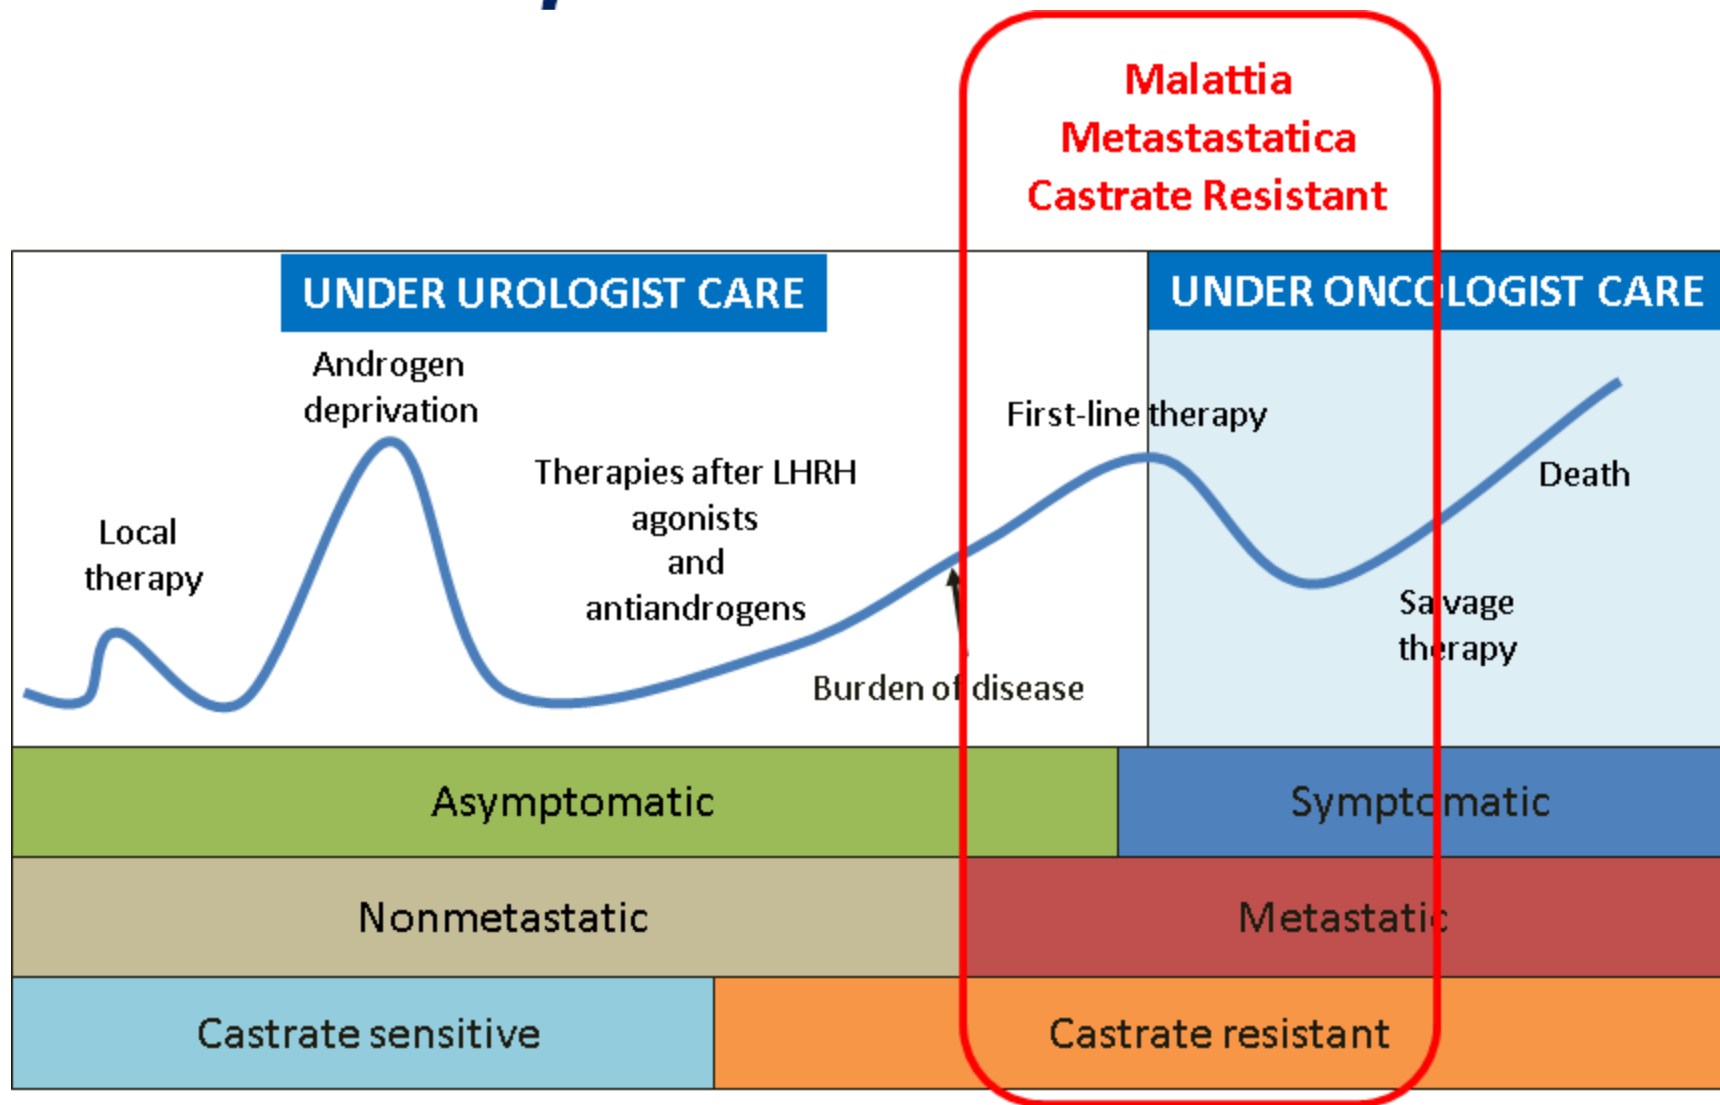 Malattia
Metastastatica
Castrate Resistant
UNDER UROLOGIST CARE
UNDER ONCOLOGIST CARE
Androgen
deprivation
First-line therapy
Therapies after LHRH
agonists
and
antiandrogens
Death
Local
therapy
Salvage
therapy
Burden of disease
Asymptomatic
Symptomatic
Nonmetastatic
Metastatic
Castrate sensitive
Castrate resistant